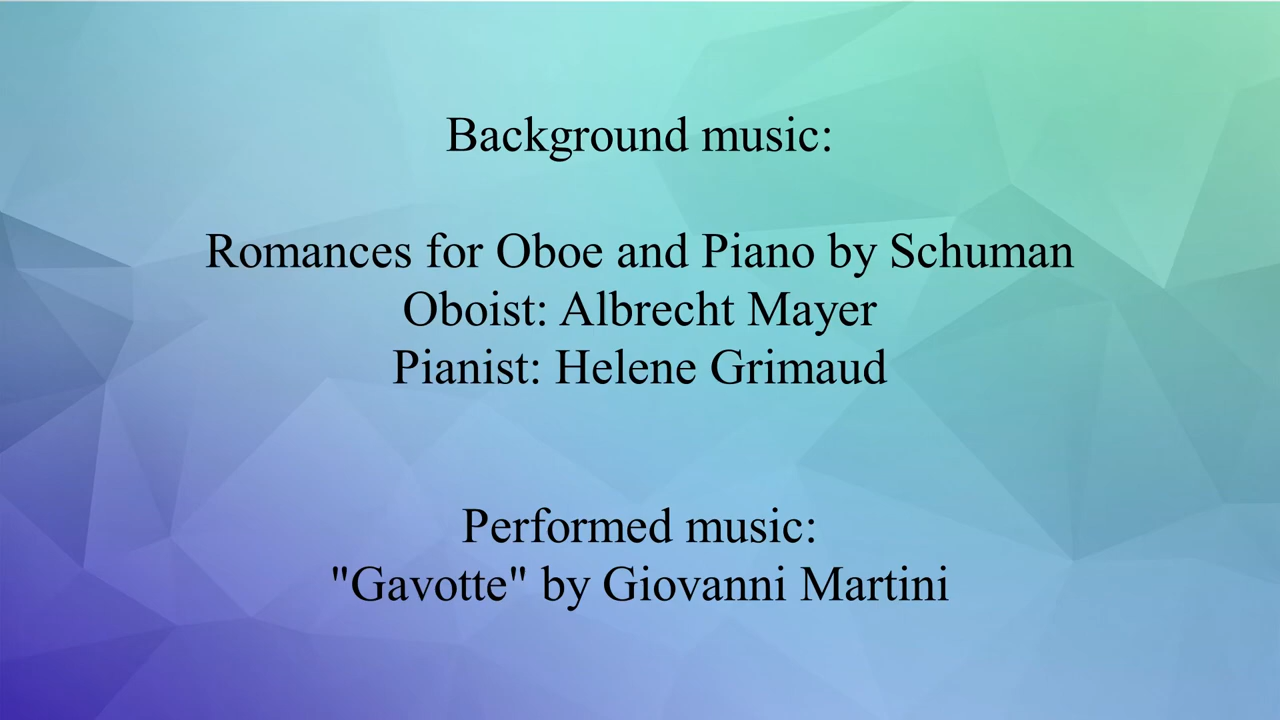 Background music:
Romances for Oboe and Piano by Schuman
Oboist: Albrecht Mayer
Pianist: Helene Grimaud
Performed music:
"Gavotte" by Giovanni Martini